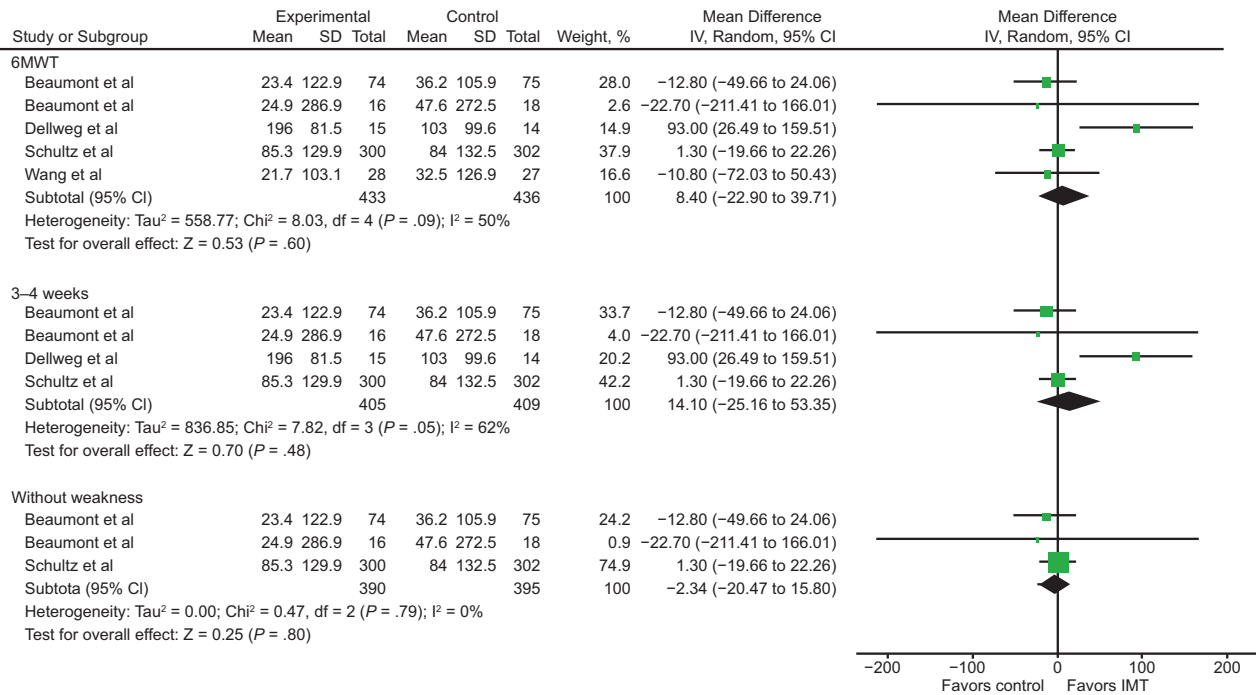 Experimental Control Mean Difference Mean Difference
Study or Subgroup Mean SD Total Mean SD Total Weight, % IV, Random, 95% CI IV, Random, 95% CI
6MWT
Beaumont et al 23.4 122.9 74 36.2 105.9 75 28.0 −12.80 (−49.66 to 24.06)
Beaumont et al 24.9 286.9 16 47.6 272.5 18 2.6 −22.70 (−211.41 to 166.01)
Dellweg et al 196 81.5 15 103 99.6 14 14.9 93.00 (26.49 to 159.51)
Schultz et al 85.3 129.9 300 84 132.5 302 37.9 1.30 (−19.66 to 22.26)
Wang et al 21.7 103.1 28 32.5 126.9 27 16.6 −10.80 (−72.03 to 50.43)
Subtotal (95% CI) 433 436 100 8.40 (−22.90 to 39.71)
Heterogeneity: Tau² = 558.77; Chi² = 8.03, df = 4 (P = .09); I² = 50%
Test for overall effect: Z = 0.53 (P = .60)
3–4 weeks
Beaumont et al 23.4 122.9 74 36.2 105.9 75 33.7 −12.80 (−49.66 to 24.06)
Beaumont et al 24.9 286.9 16 47.6 272.5 18 4.0 −22.70 (−211.41 to 166.01)
Dellweg et al 196 81.5 15 103 99.6 14 20.2 93.00 (26.49 to 159.51)
Schultz et al 85.3 129.9 300 84 132.5 302 42.2 1.30 (−19.66 to 22.26)
Subtotal (95% CI) 405 409 100 14.10 (−25.16 to 53.35)
Heterogeneity: Tau² = 836.85; Chi² = 7.82, df = 3 (P = .05); I² = 62%
Test for overall effect: Z = 0.70 (P = .48)
Without weakness
Beaumont et al 23.4 122.9 74 36.2 105.9 75 24.2 −12.80 (−49.66 to 24.06)
Beaumont et al 24.9 286.9 16 47.6 272.5 18 0.9 −22.70 (−211.41 to 166.01)
Schultz et al 85.3 129.9 300 84 132.5 302 74.9 1.30 (−19.66 to 22.26)
Subtota (95% CI) 390 395 100 −2.34 (−20.47 to 15.80)
Heterogeneity: Tau² = 0.00; Chi² = 0.47, df = 2 (P = .79); I² = 0%
Test for overall effect: Z = 0.25 (P = .80)
−200 −100 0 100 200
Favors control Favors IMT